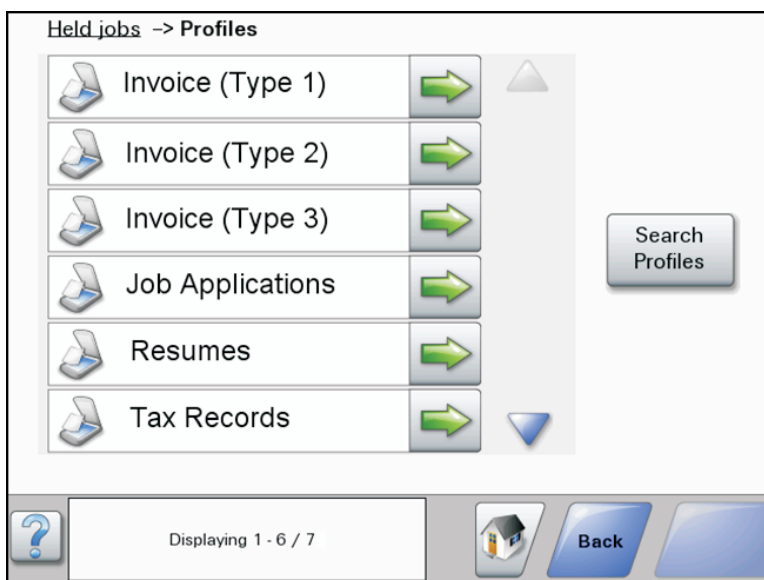 Held jobs -> Profiles
Invoice (Type 1)
Invoice (Type 2)
Invoice (Type 3)
Job Applications
Resumes
Tax Records
Search
Profiles
?
Displaying 1 - 6 / 7
Back